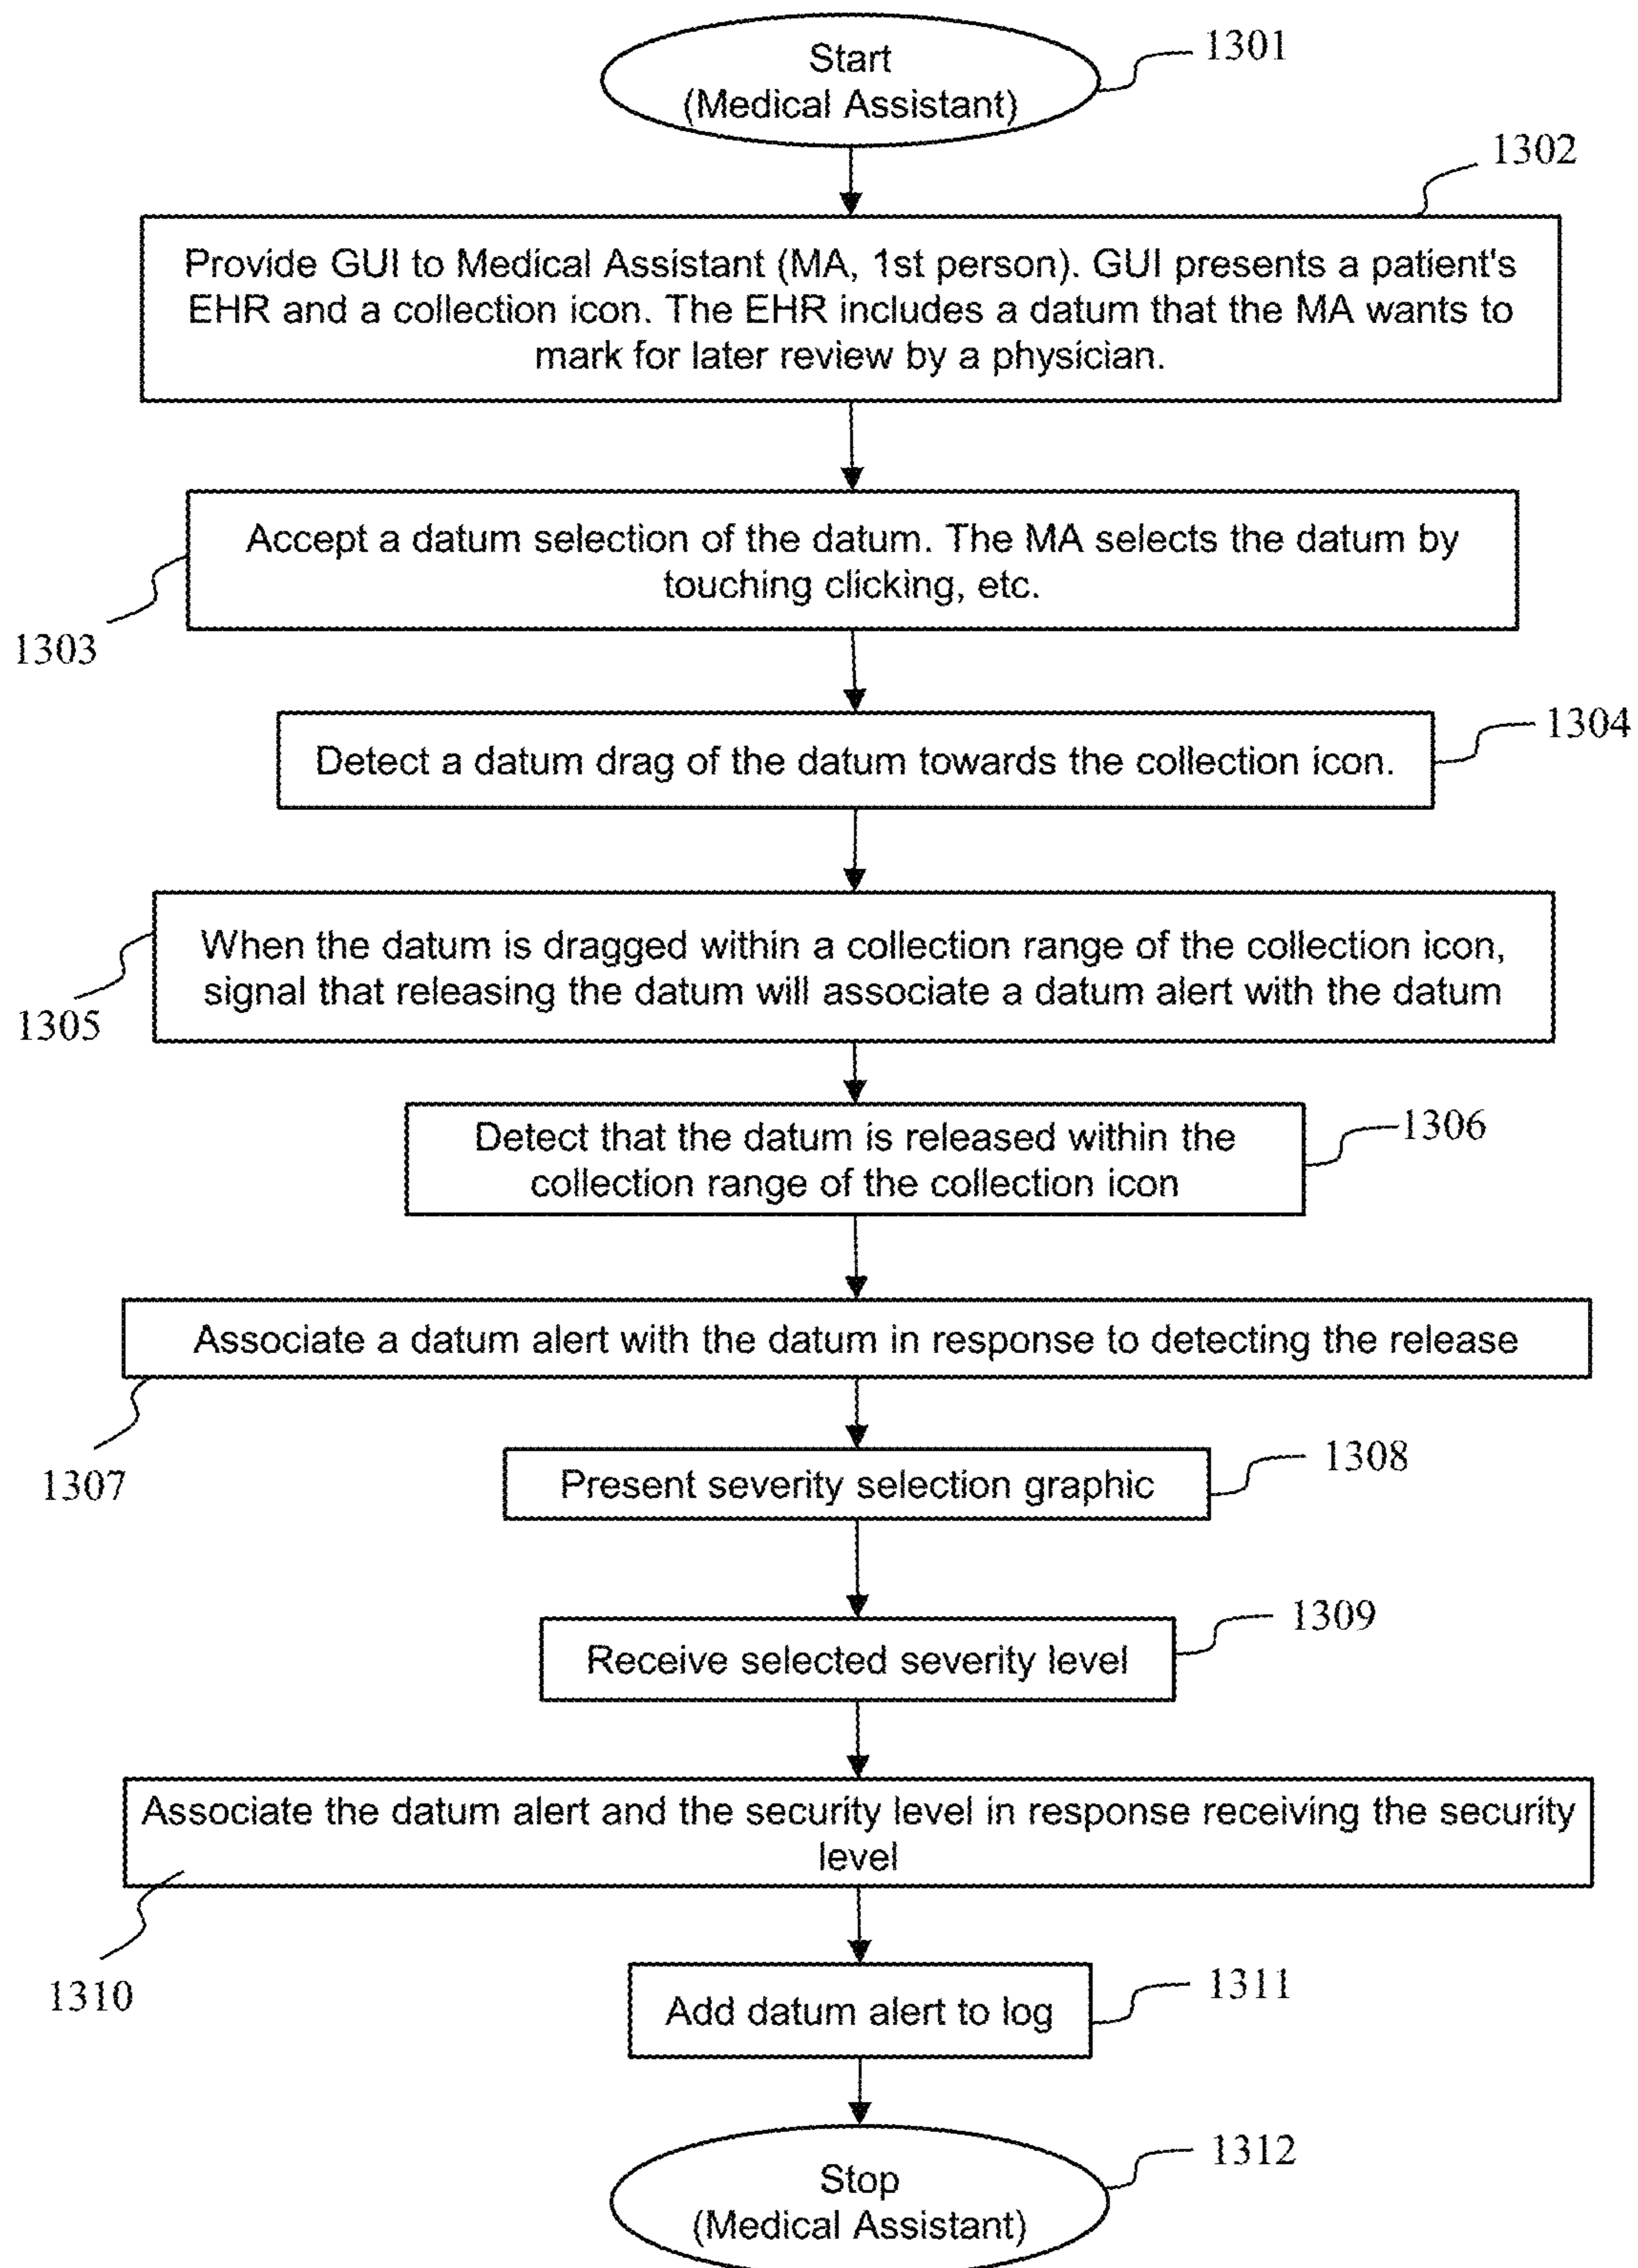 Start
(Medical Assistant)
1301
1302
Provide GUI to Medical Assistant (MA, 1st person). GUI presents a patient's
EHR and a collection icon. The EHR includes a datum that the MA wants to
mark for later review by a physician.
Accept a datum selection of the datum. The MA selects the datum by
touching clicking, etc.
1303
1304
Detect a datum drag of the datum towards the collection icon.
When the datum is dragged within a collection range of the collection icon,
signal that releasing the datum will associate a datum alert with the datum
1305
Detect that the datum is released within the
collection range of the collection icon
1306
Associate a datum alert with the datum in response to detecting the release
1307
Present severity selection graphic
1308
Receive selected severity level
1309
Associate the datum alert and the security level in response receiving the security
level
1310
Add datum alert to log
1311
Stop
(Medical Assistant)
1312